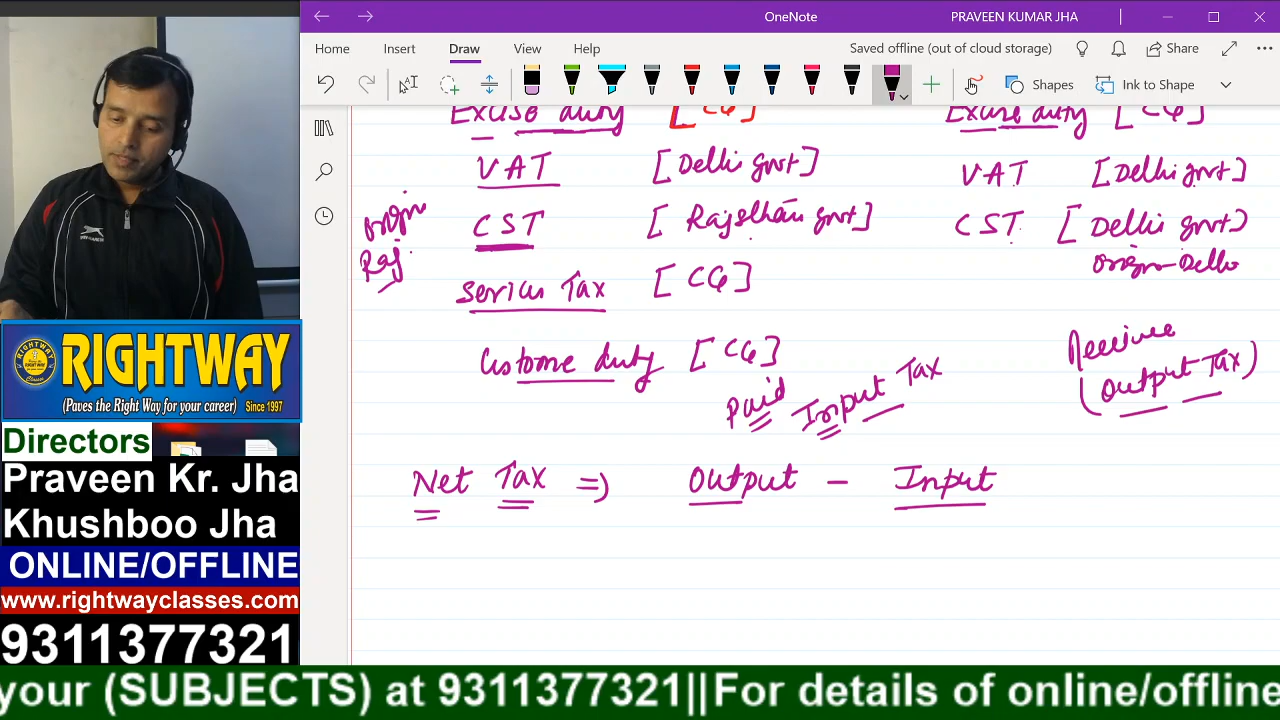 OneNote
PRAVEEN KUMAR JHA
Home Insert Draw View Help
Saved offline (out of cloud storage)
Share
Shapes
Ink to Shape
Excise duty [CG] Excise duty [CG]
VAT [Delhi govt] VAT [Delhi govt]
origin
Raj
CST [Rajsthan govt] CST [Delhi govt]
origin Delhi
Service Tax [CG]
Custome duty [CG]
Paid Input Tax
Receive
(Output Tax)
Net Tax => Output - Input
RIGHTWAY
(Paves the Right Way for your career) Since 1997
Directors
Praveen Kr. Jha
Khushboo Jha
ONLINE/OFFLINE
www.rightwayclasses.com
9311377321
your (SUBJECTS) at 9311377321||For details of online/offline